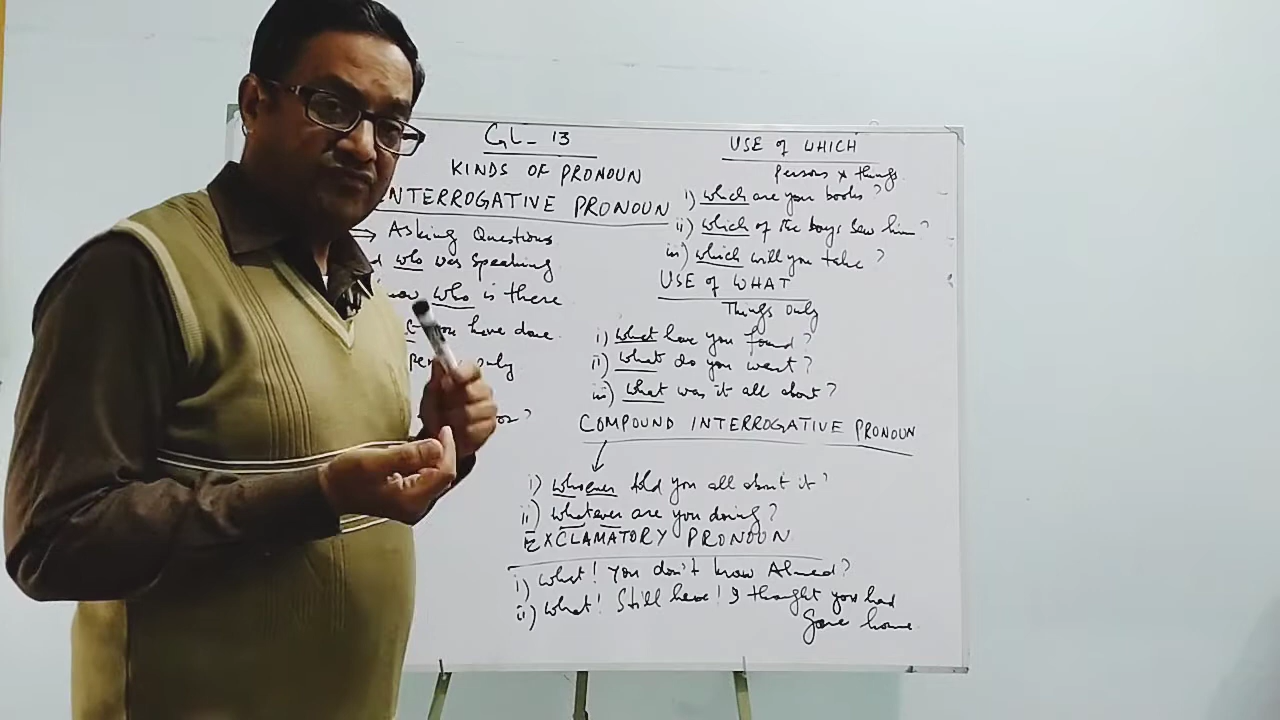 GL-13
KINDS OF PRONOUN
INTERROGATIVE PRONOUN
⇒ Asking Questions
who was speaking
who is there
you have done.
only
USE of WHICH
Persons x things
i) which are your books?
ii) which of the boys saw him?
iii) which will you take?
USE of WHAT
Things only
i) what have you found?
ii) what do you want?
iii) what was it all about?
COMPOUND INTERROGATIVE PRONOUN
i) whoever told you all about it?
ii) whatever are you doing?
EXCLAMATORY PRONOUN
i) what! you don't know Ahmed?
ii) what! Still here! I thought you had
gone home.